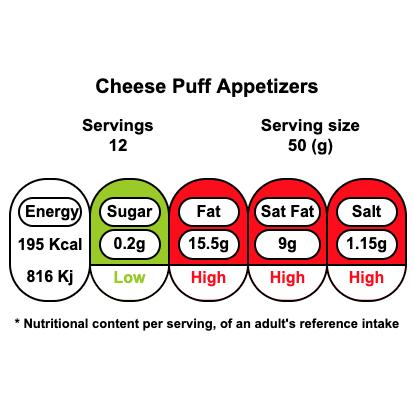 Cheese Puff Appetizers
Servings Serving size
12 50 (g)
Energy Sugar Fat Sat Fat Salt
195 Kcal 0.2g 15.5g 9g 1.15g
816 Kj Low High High High
* Nutritional content per serving, of an adult's reference intake